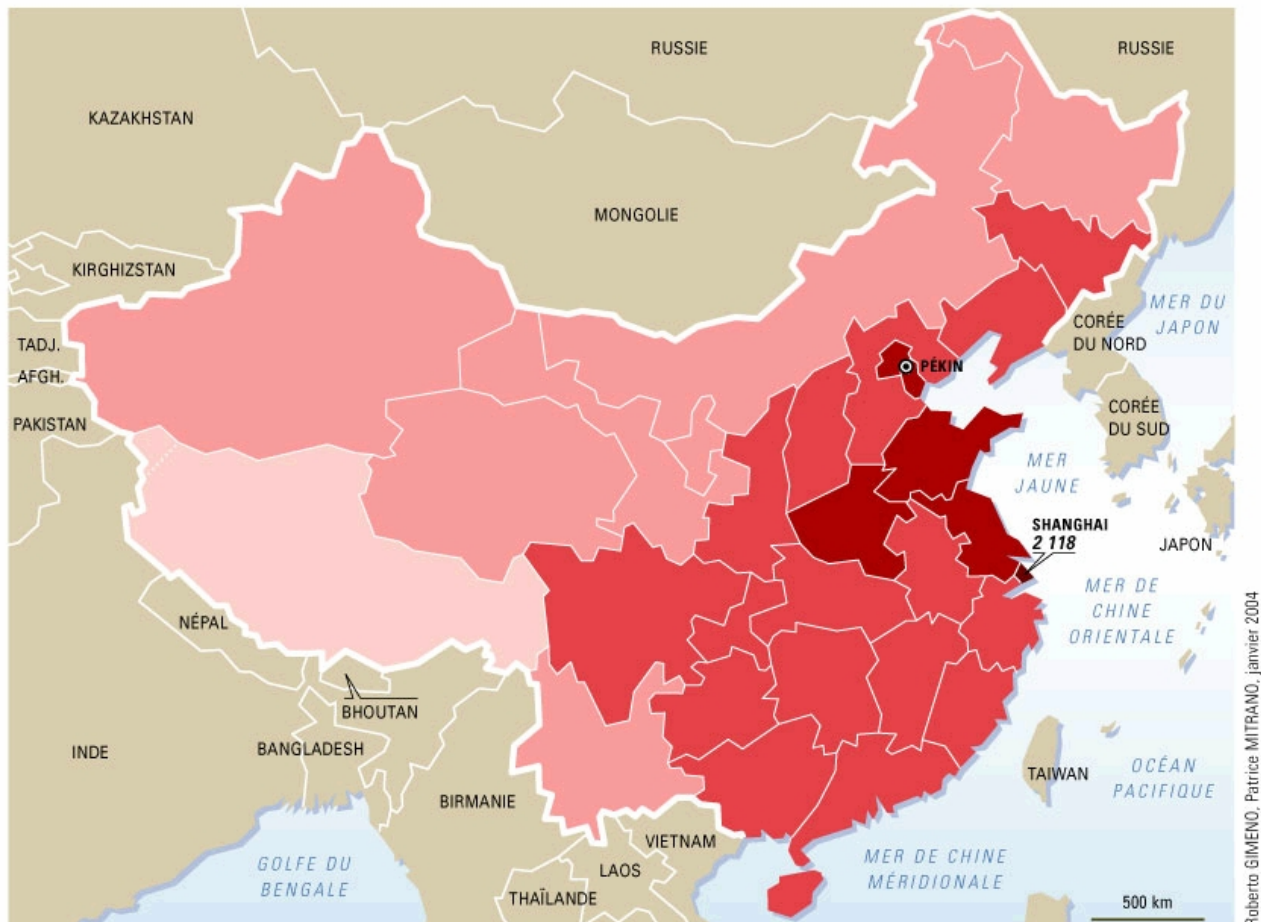 RUSSIE
RUSSIE
KAZAKHSTAN
MONGOLIE
KIRGHIZSTAN
MER DU
JAPON
CORÉE
DU NORD
TADJ.
AFGH.
PÉKIN
PAKISTAN
CORÉE
DU SUD
MER
JAUNE
SHANGHAI
2 118
JAPON
MER DE
CHINE
ORIENTALE
NÉPAL
BHOUTAN
INDE
BANGLADESH
BIRMANIE
TAIWAN
OCÉAN
PACIFIQUE
VIETNAM
LAOS
THAÏLANDE
GOLFE DU
BENGALE
MER DE CHINE
MÉRIDIONALE
500 km
Roberto GIMENO, Patrice MITRANO, janvier 2004